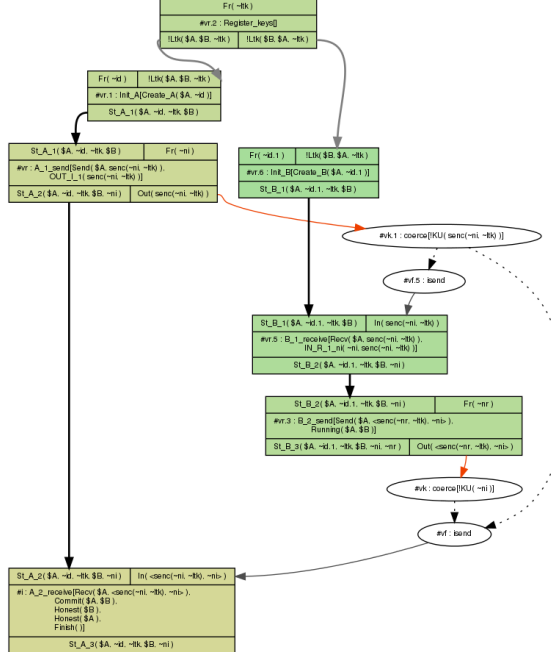 Fr( ~ltk )
#vr.2 : Register_keys[]
!Ltk( $A, $B, ~ltk ) !Ltk( $B, $A, ~ltk )
Fr( ~id ) !Ltk( $A, $B, ~ltk )
#vr.1 : Init_A[Create_A( $A, ~id )]
St_A_1( $A, ~id, ~ltk, $B )
St_A_1( $A, ~id, ~ltk, $B ) Fr( ~ni )
#vr : A_1_send[Send( $A, senc(~ni, ~ltk) ),
OUT_I_1( senc(~ni, ~ltk) )]
St_A_2( $A, ~id, ~ltk, $B, ~ni ) Out( senc(~ni, ~ltk) )
Fr( ~id.1 ) !Ltk( $B, $A, ~ltk )
#vr.6 : Init_B[Create_B( $A, ~id.1 )]
St_B_1( $A, ~id.1, ~ltk, $B )
#vk.1 : coerce[!KU( senc(~ni, ~ltk) )]
#vf.5 : isend
St_B_1( $A, ~id.1, ~ltk, $B ) In( senc(~ni, ~ltk) )
#vr.5 : B_1_receive[Recv( $A, senc(~ni, ~ltk) ),
IN_R_1_ni( ~ni, senc(~ni, ~ltk) )]
St_B_2( $A, ~id.1, ~ltk, $B, ~ni )
St_B_2( $A, ~id.1, ~ltk, $B, ~ni ) Fr( ~nr )
#vr.3 : B_2_send[Send( $A, <senc(~nr, ~ltk), ~ni> ),
Running( $A, $B )]
St_B_3( $A, ~id.1, ~ltk, $B, ~ni, ~nr ) Out( <senc(~nr, ~ltk), ~ni> )
#vk : coerce[!KU( ~ni )]
#vf : isend
St_A_2( $A, ~id, ~ltk, $B, ~ni ) In( <senc(~ni, ~ltk), ~ni> )
#i : A_2_receive[Recv( $A, <senc(~ni, ~ltk), ~ni> ),
Commit( $A, $B ),
Honest( $B ),
Honest( $A ),
Finish( )]
St_A_3( $A, ~id, ~ltk, $B, ~ni )